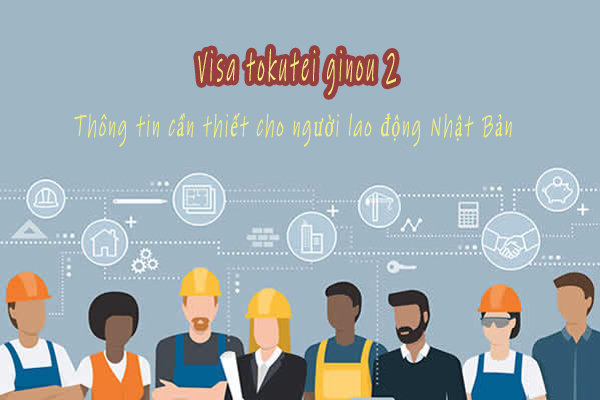 Visa tokutei ginou 2
Thông tin cần thiết cho người lao động Nhật Bản